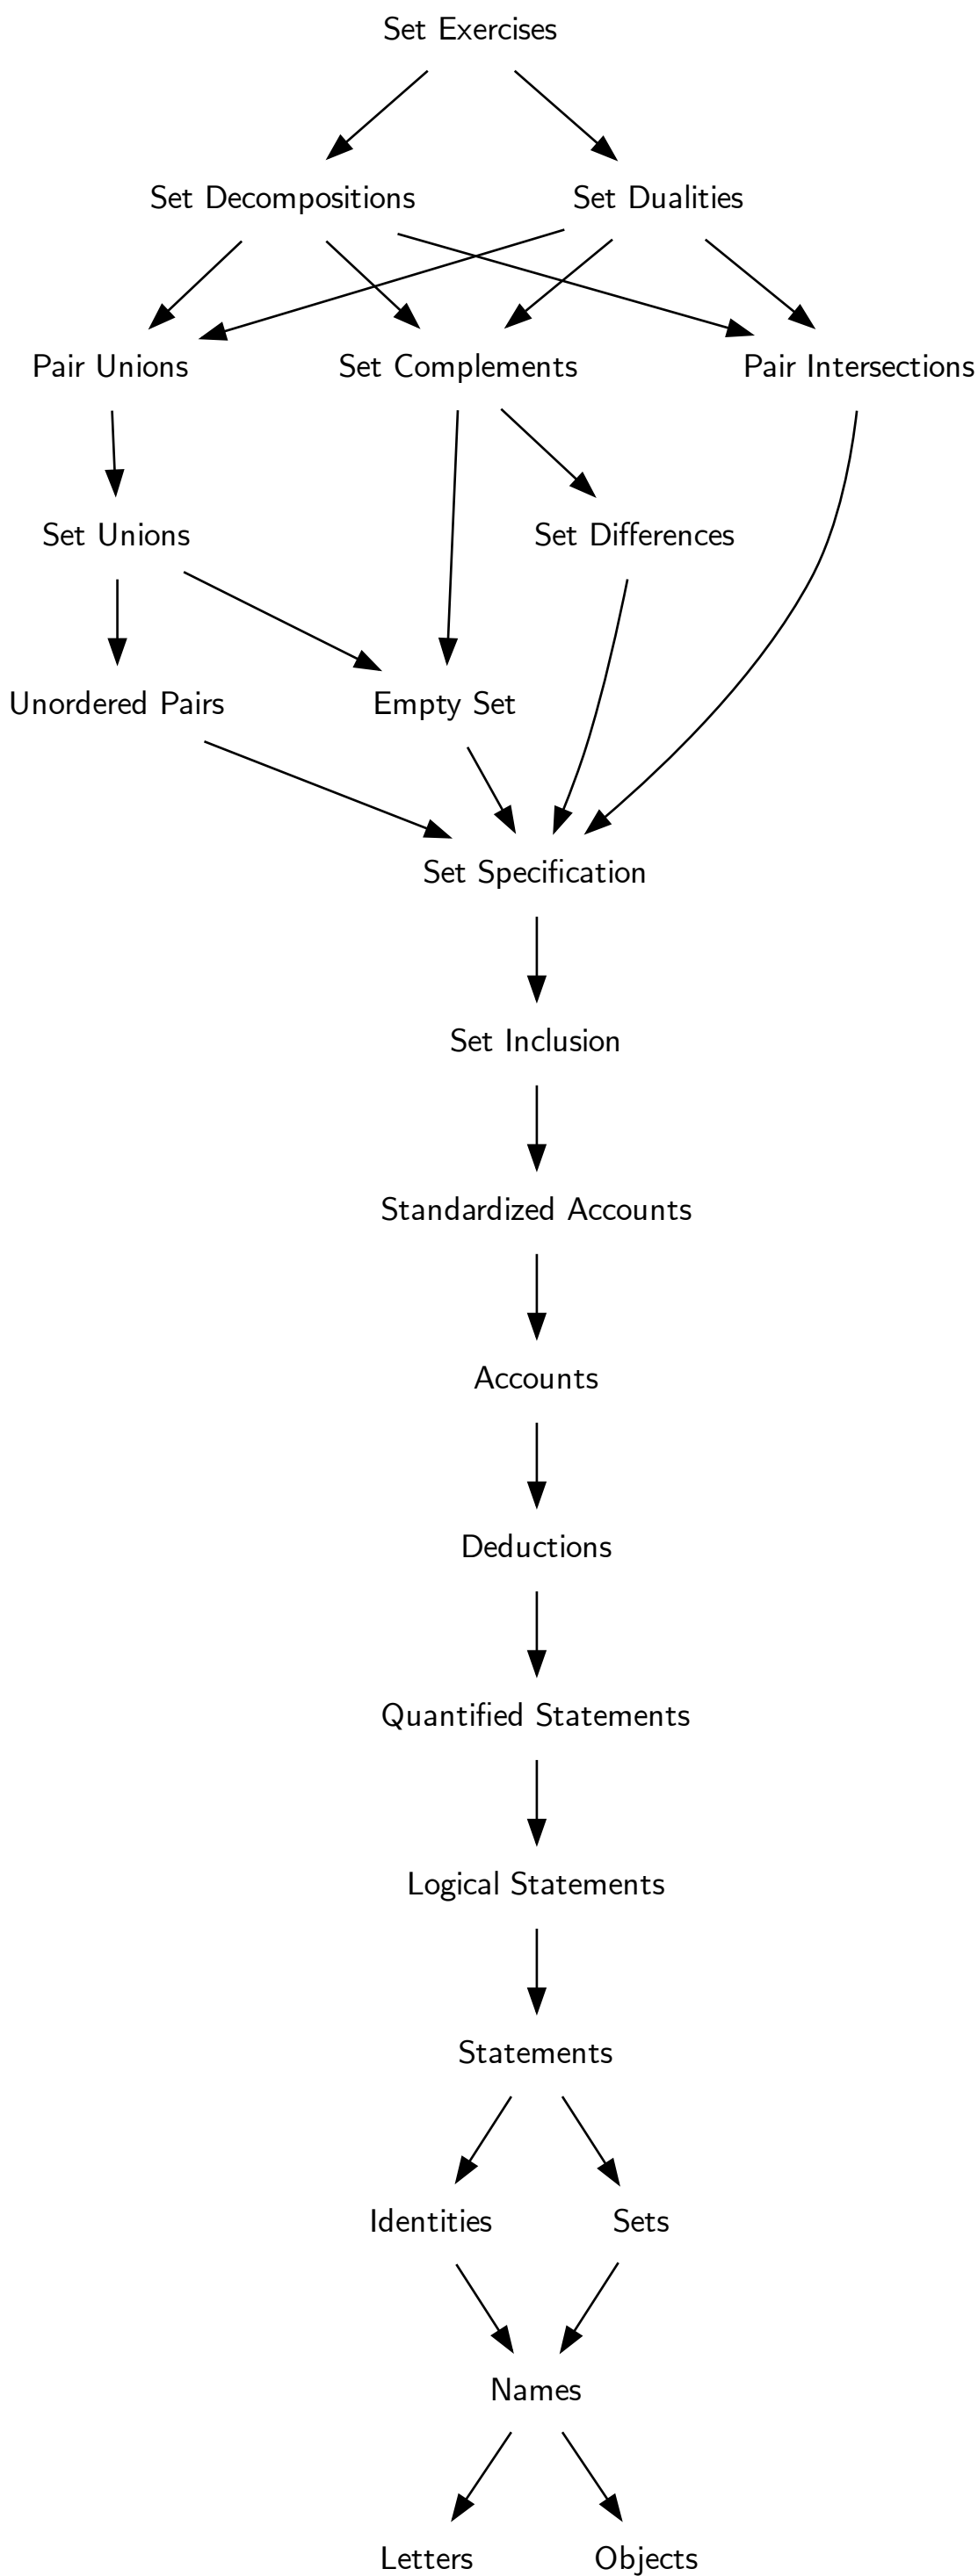 Set Exercises
Set Decompositions
Set Dualities
Pair Unions
Set Complements
Pair Intersections
Set Unions
Set Differences
Unordered Pairs
Empty Set
Set Specification
Set Inclusion
Standardized Accounts
Accounts
Deductions
Quantified Statements
Logical Statements
Statements
Identities
Sets
Names
Letters
Objects